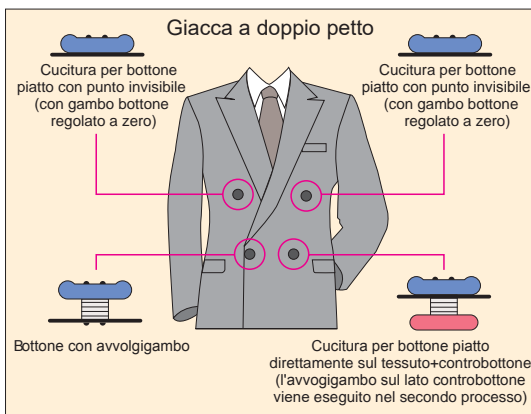 Giacca a doppio petto
Cucitura per bottone
piatto con punto invisibile
(con gambo bottone
regolato a zero)
Cucitura per bottone
piatto con punto invisibile
(con gambo bottone
regolato a zero)
Bottone con avvolgigambo
Cucitura per bottone piatto
direttamente sul tessuto+controbottone
(l'avvogigambo sul lato controbottone
viene eseguito nel secondo processo)